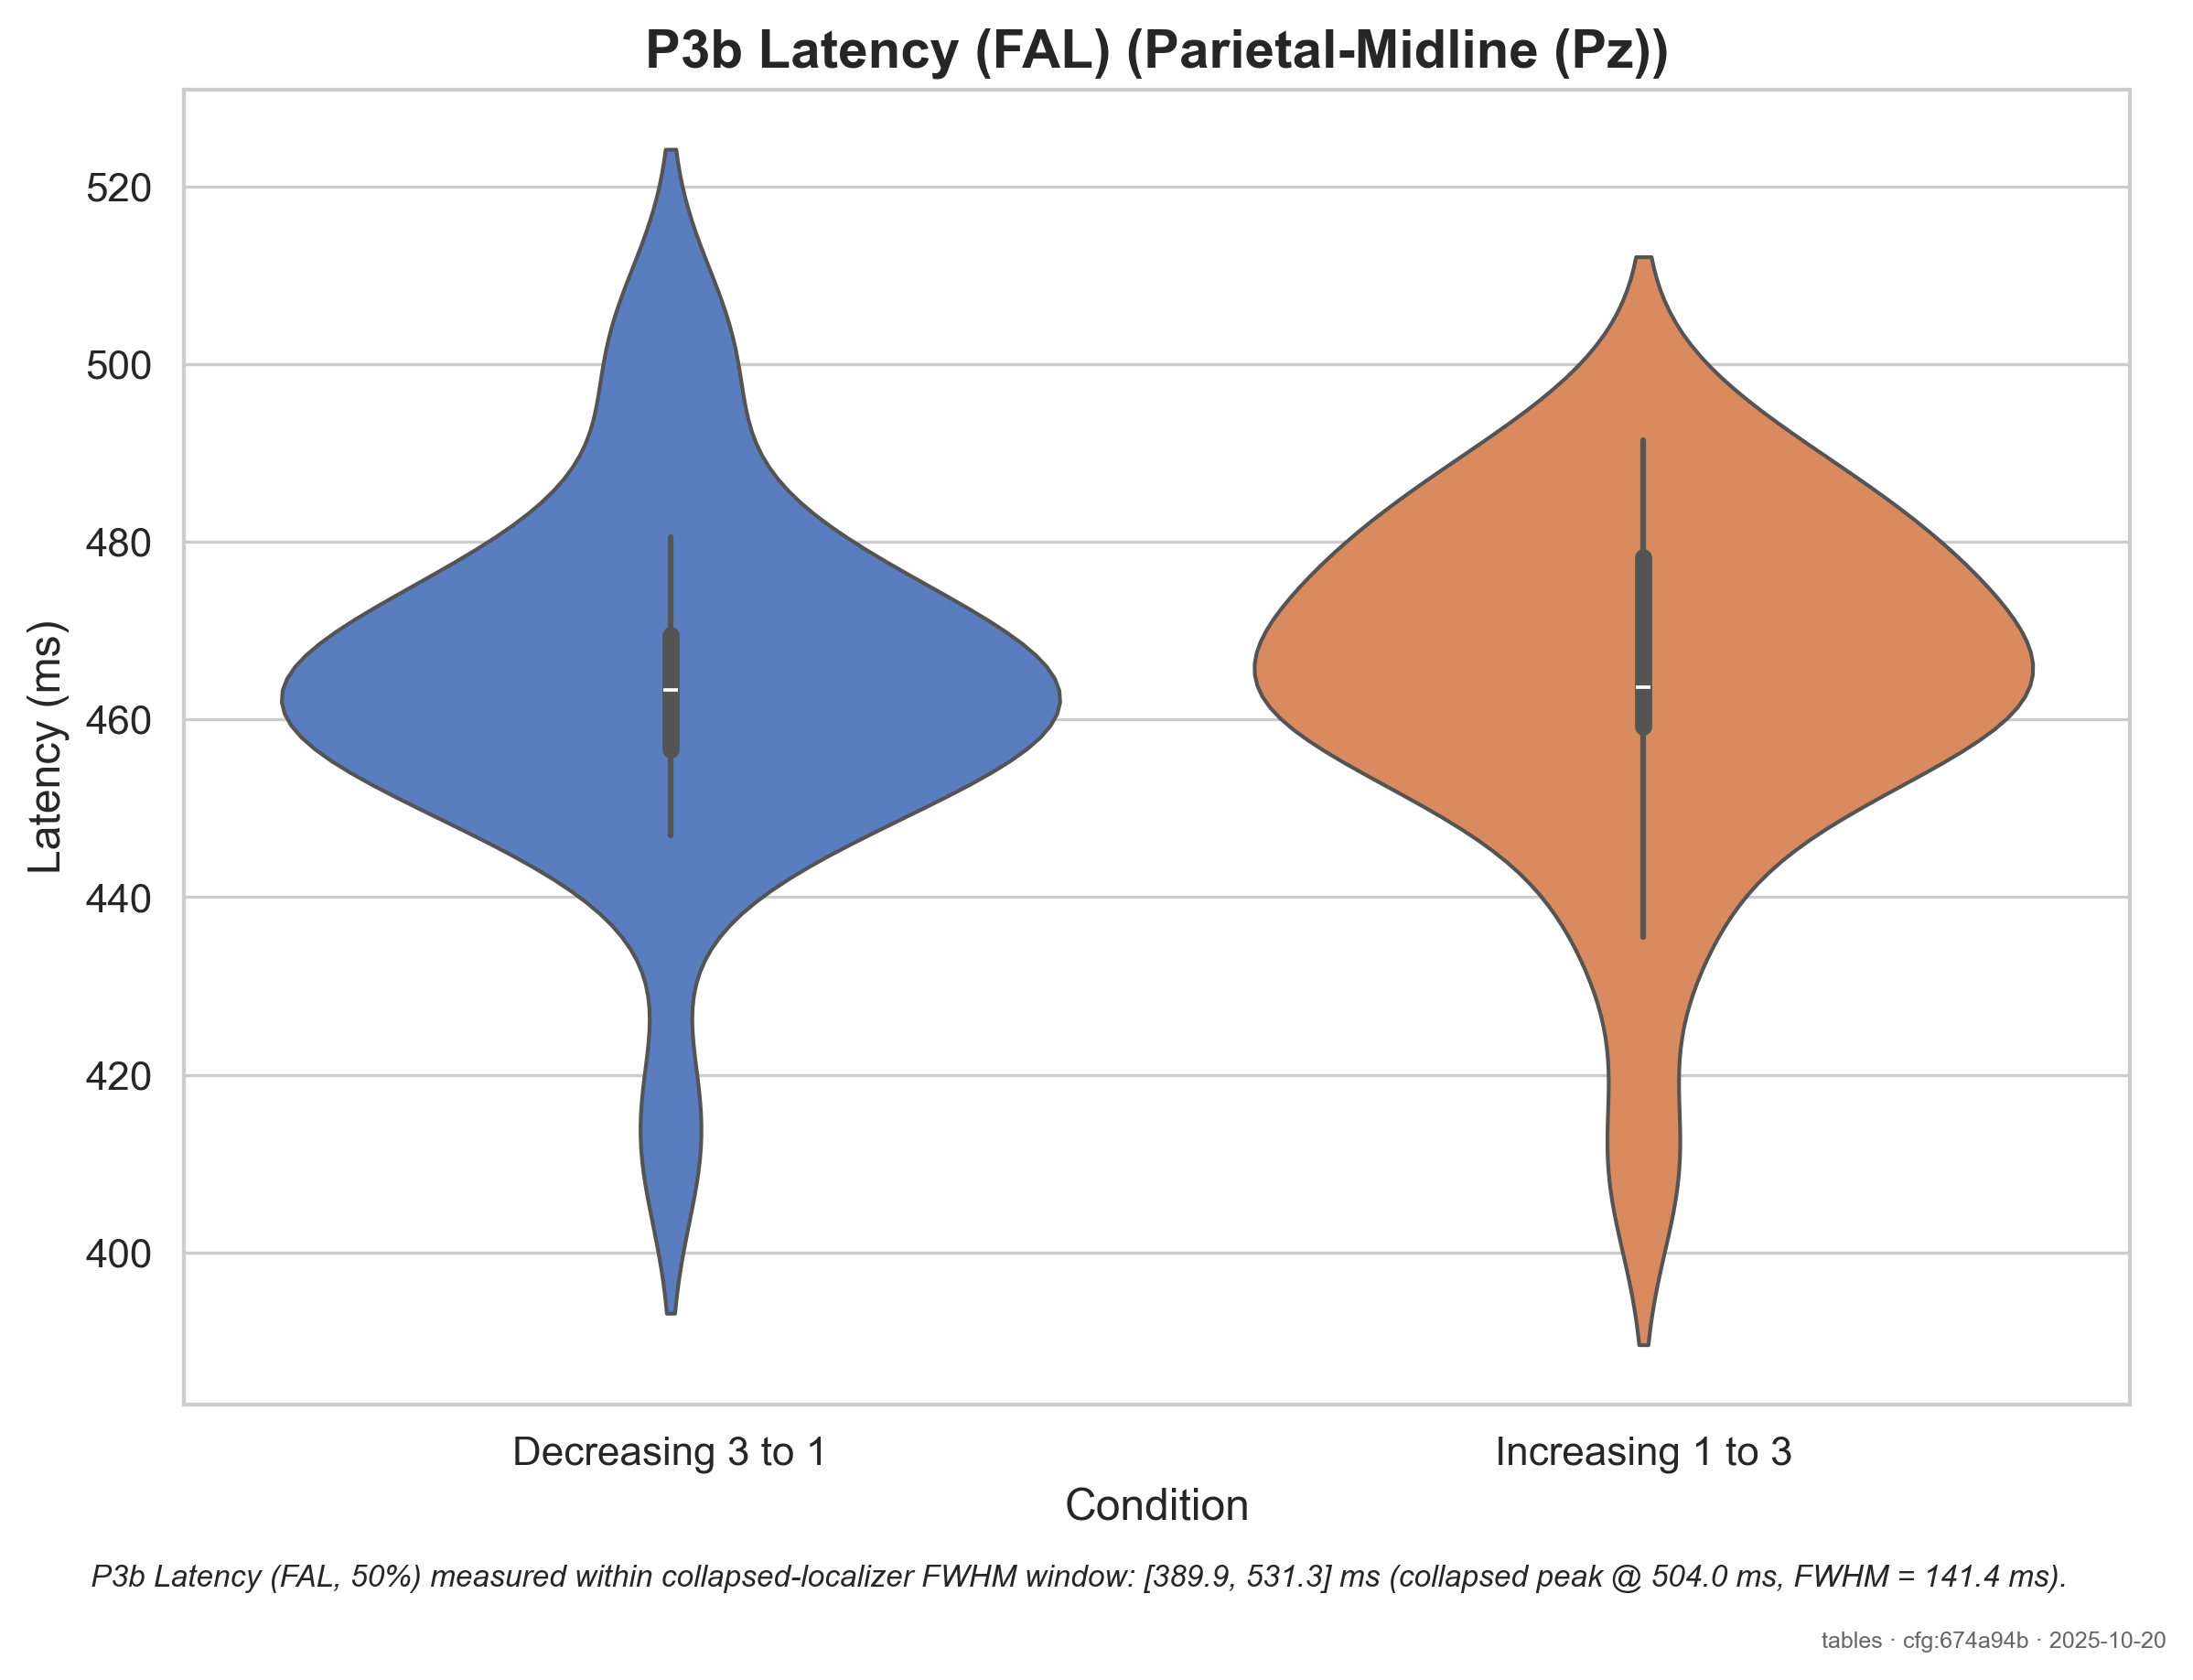 P3b Latency (FAL) (Parietal-Midline (Pz))
520
500
480
460
440
420
400
Latency (ms)
Decreasing 3 to 1
Increasing 1 to 3
Condition
P3b Latency (FAL, 50%) measured within collapsed-localizer FWHM window: [389.9, 531.3] ms (collapsed peak @ 504.0 ms, FWHM = 141.4 ms).
tables · cfg:674a94b · 2025-10-20